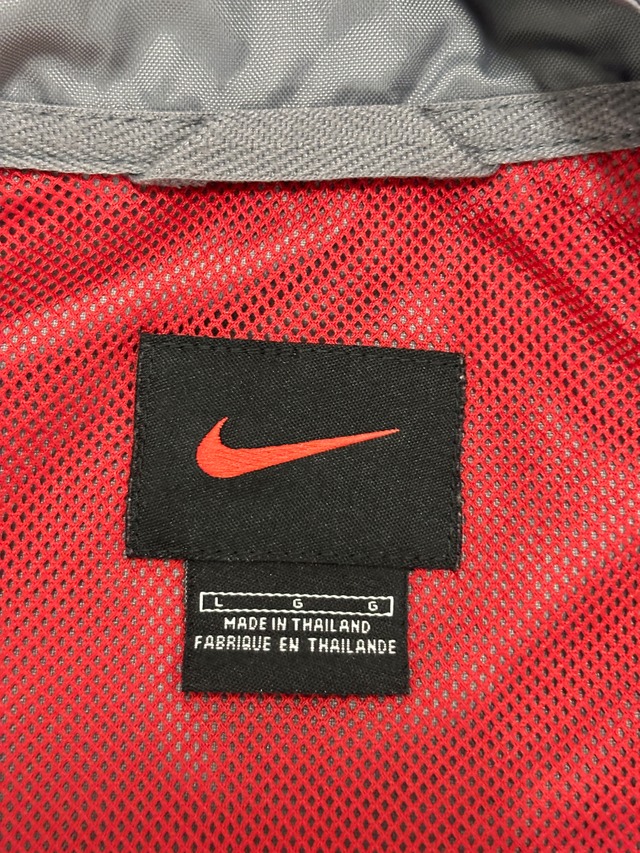 L G G
MADE IN THAILAND
FABRIQUE EN THAILANDE